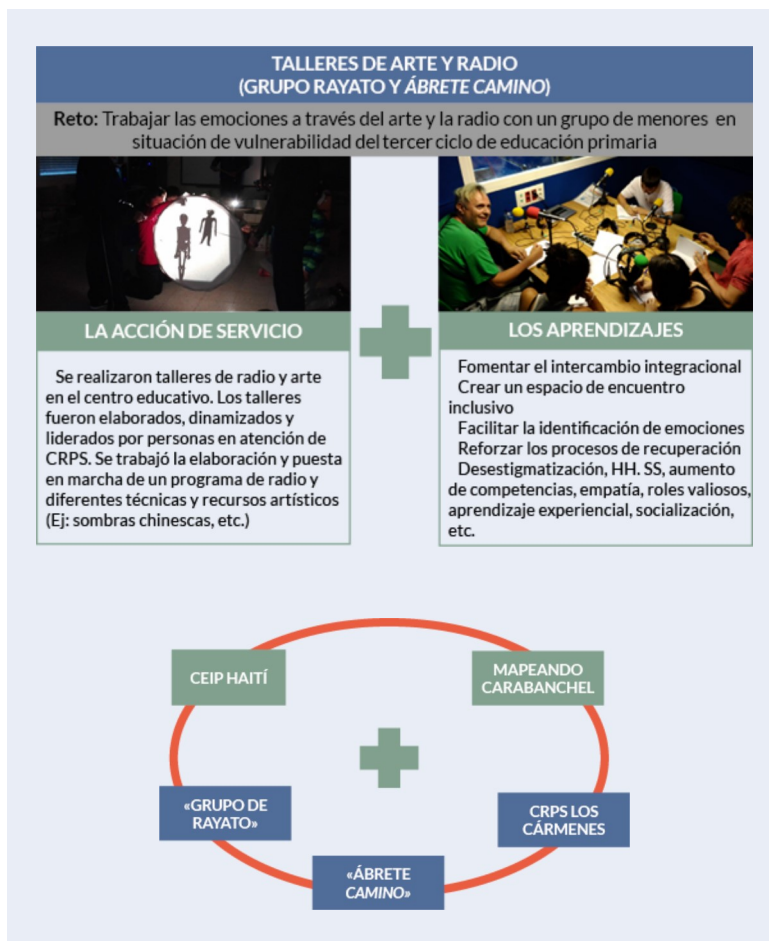 TALLERES DE ARTE Y RADIO
(GRUPO RAYATO Y ÁBRETE CAMINO)
Reto: Trabajar las emociones a través del arte y la radio con un grupo de menores en
situación de vulnerabilidad del tercer ciclo de educación primaria
LA ACCIÓN DE SERVICIO
Se realizaron talleres de radio y arte
en el centro educativo. Los talleres
fueron elaborados, dinamizados y
liderados por personas en atención de
CRPS. Se trabajó la elaboración y puesta
en marcha de un programa de radio y
diferentes técnicas y recursos artísticos
(Ej: sombras chinescas, etc.)
LOS APRENDIZAJES
Fomentar el intercambio integracional
Crear un espacio de encuentro
inclusivo
Facilitar la identificación de emociones
Reforzar los procesos de recuperación
Desestigmatización, HH. SS, aumento
de competencias, empatía, roles valiosos,
aprendizaje experiencial, socialización,
etc.
CEIP HAITÍ
MAPEANDO
CARABANCHEL
«GRUPO DE
RAYATO»
CRPS LOS
CÁRMENES
«ÁBRETE
CAMINO»